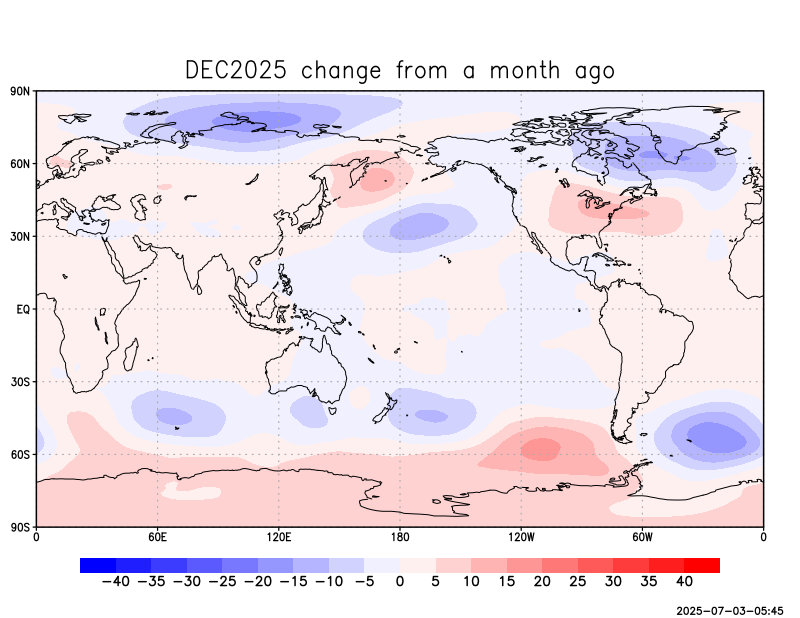 DEC2025 change from a month ago
90N
60N
30N
EQ
30S
60S
90S
0 60E 120E 180 120W 60W 0
−40 −35 −30 −25 −20 −15 −10 −5 0 5 10 15 20 25 30 35 40
2025-07-03-05:45